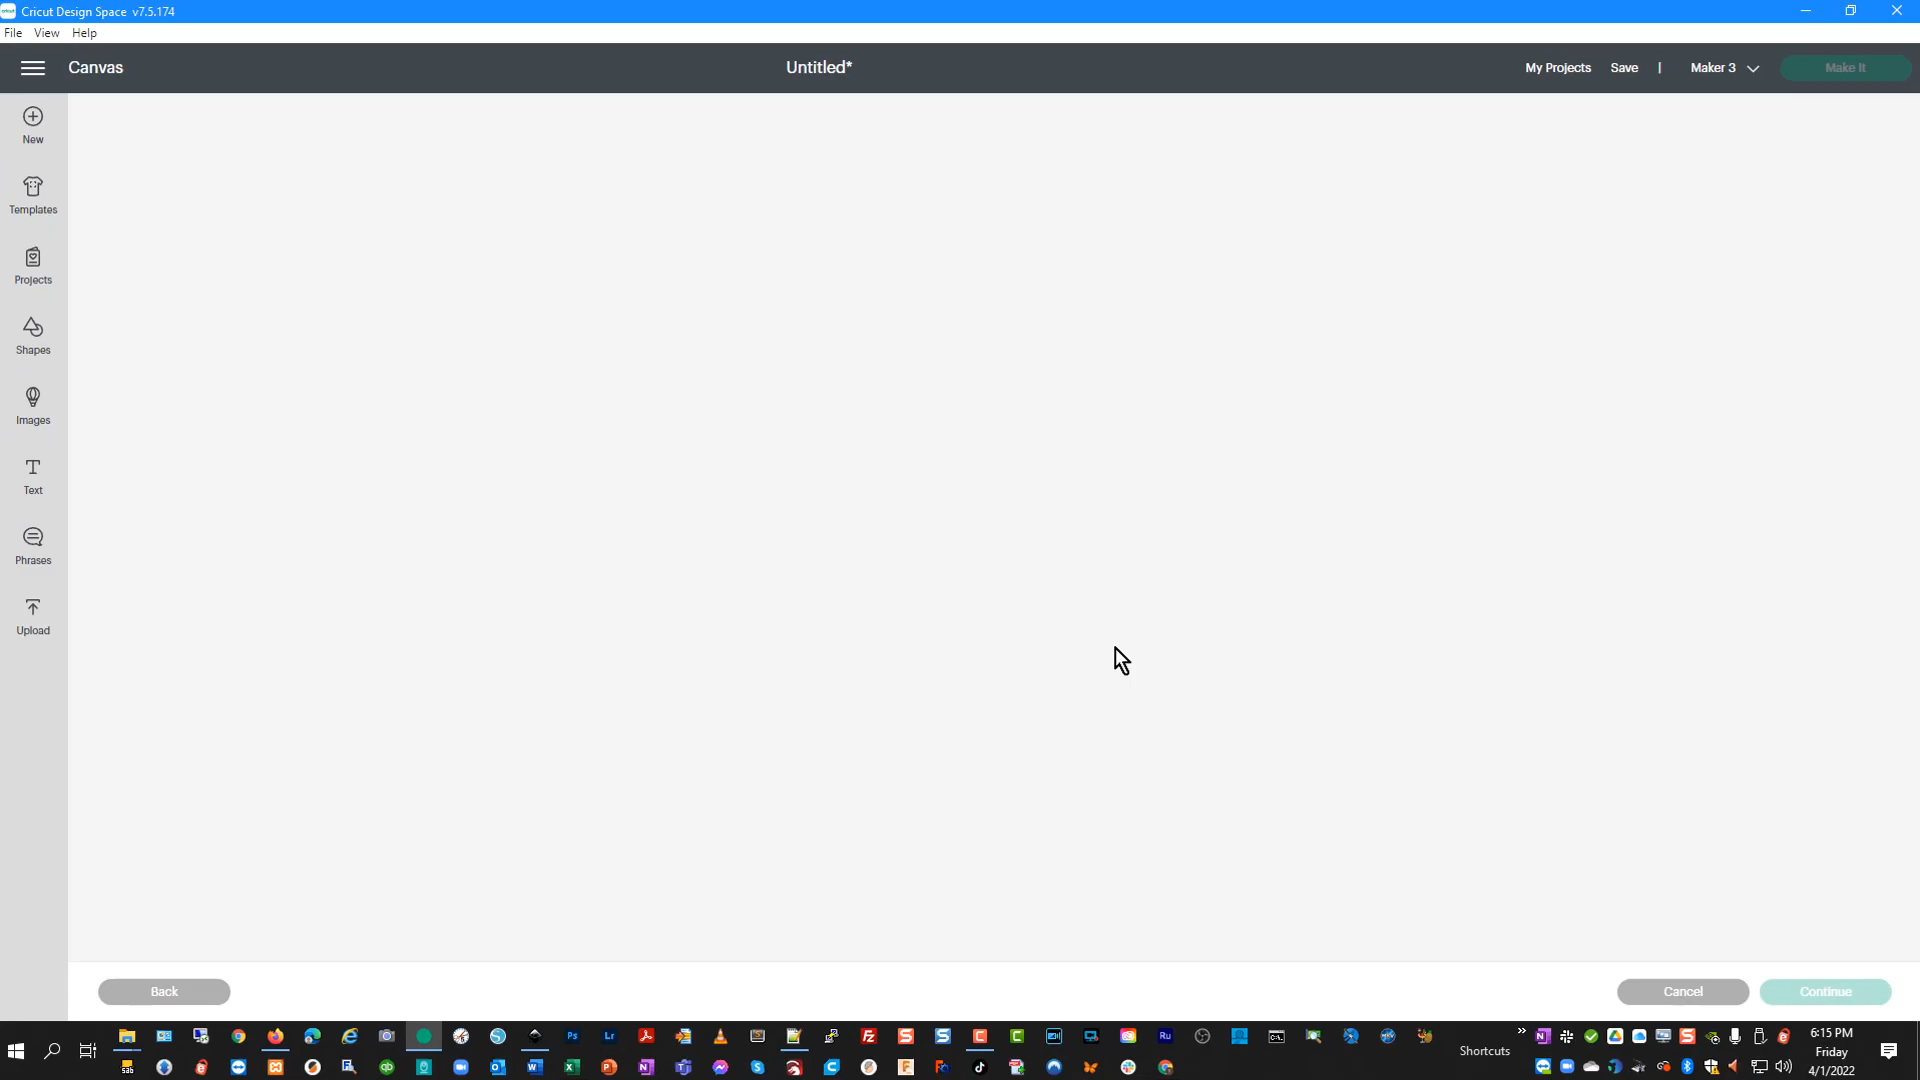 Cricut Design Space v7.5.174
File View Help
Canvas
Untitled*
My Projects Save | Maker 3 Make It
New
Templates
Projects
Shapes
Images
Text
Phrases
Upload
Back
Cancel Continue
Shortcuts
6:15 PM
Friday
4/1/2022